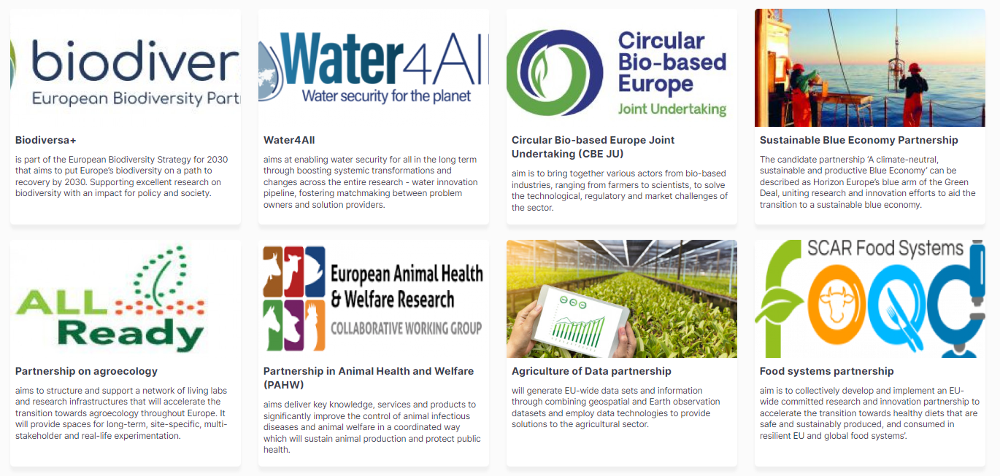 biodiver
European Biodiversity Part
Biodiversa+
is part of the European Biodiversity Strategy for 2030
that aims to put Europe’s biodiversity on a path to
recovery by 2030. Supporting excellent research on
biodiversity with an impact for policy and society.
Water4All
Water security for the planet
Water4All
aims at enabling water security for all in the long term
through boosting systemic transformations and
changes across the entire research - water innovation
pipeline, fostering matchmaking between problem
owners and solution providers.
Circular
Bio-based
Europe
Joint Undertaking
Circular Bio-based Europe Joint
Undertaking (CBE JU)
aim is to bring together various actors from bio-based
industries, ranging from farmers to scientists, to solve
the technological, regulatory and market challenges of
the sector.
Sustainable Blue Economy Partnership
The candidate partnership ‘A climate-neutral,
sustainable and productive Blue Economy’ can be
described as Horizon Europe’s blue arm of the Green
Deal, uniting research and innovation efforts to aid the
transition to a sustainable blue economy.
ALL
Ready
Partnership on agroecology
aims to structure and support a network of living labs
and research infrastructures that will accelerate the
transition towards agroecology throughout Europe. It
will provide spaces for long-term, site-specific, multi-
stakeholder and real-life experimentation.
European Animal Health
& Welfare Research
COLLABORATIVE WORKING GROUP
Partnership in Animal Health and Welfare
(PAHW)
aims deliver key knowledge, services and products to
significantly improve the control of animal infectious
diseases and animal welfare in a coordinated way
which will sustain animal production and protect public
health.
Agriculture of Data partnership
will generate EU-wide data sets and information
through combining geospatial and Earth observation
datasets and employ data technologies to provide
solutions to the agricultural sector.
SCAR Food Systems
FOOD
Food systems partnership
aim is to collectively develop and implement an EU-
wide committed research and innovation partnership to
accelerate the transition towards healthy diets that are
safe and sustainably produced, and consumed in
resilient EU and global food systems’.